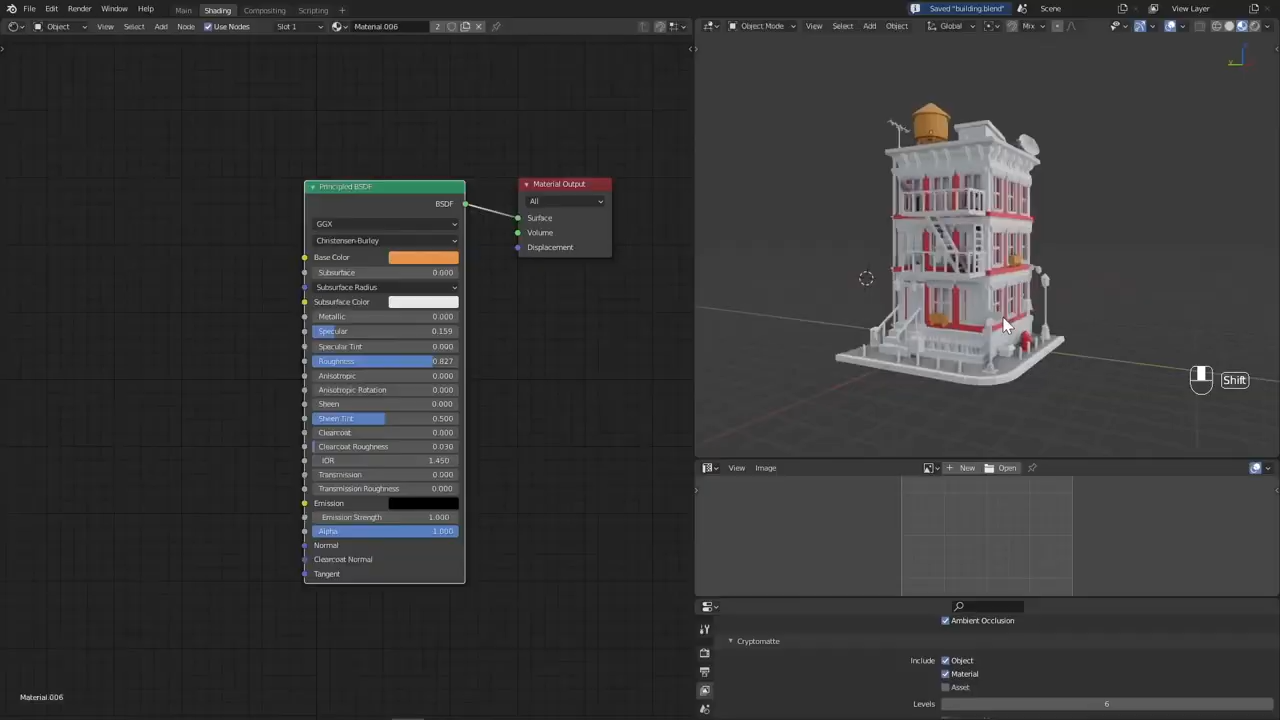 File Edit Render Window Help Main Shading Compositing Scripting Saved "building.blend" Scene View Layer
Object View Select Add Node Use Nodes Slot 1 Material.006 2
Object Mode View Select Add Object Global Mix
Principled BSDF
BSDF
GGX
Christensen-Burley
Base Color
Subsurface 0.000
Subsurface Radius
Subsurface Color
Metallic 0.000
Specular 0.159
Specular Tint 0.000
Roughness 0.827
Anisotropic 0.000
Anisotropic Rotation 0.000
Sheen 0.000
Sheen Tint 0.500
Clearcoat 0.000
Clearcoat Roughness 0.030
IOR 1.450
Transmission 0.000
Transmission Roughness 0.000
Emission
Emission Strength 1.000
Alpha 1.000
Normal
Clearcoat Normal
Tangent
Material Output
All
Surface
Volume
Displacement
Shift
View Image New Open
Ambient Occlusion
Cryptomatte
Include Object
Material
Asset
Levels 6
Material.006